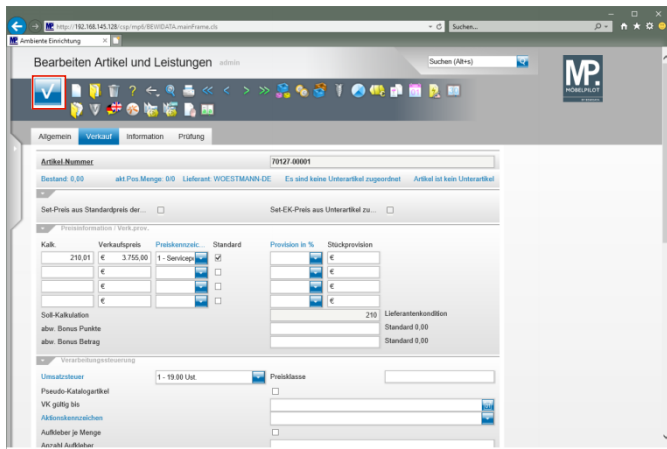 http://192.168.145.128/csp/mp6/BEWIDATA.mainFrame.cls
Suchen...
Ambiente Einrichtung
Bearbeiten Artikel und Leistungen admin
Suchen (Alt+s)
MP.
MÖBELPILOT
Allgemein Verkauf Information Prüfung
Artikel-Nummer 70127-00001
Bestand 0,00 akt.Pos.Menge: 0/0 Lieferant WOESTMANN-DE Es sind keine Unterartikel zugeordnet Artikel ist kein Unterartikel
Set-Preis aus Standardpreis der... Set-EK-Preis aus Unterartikel zu...
Preisinformation / Verk.prov.
Kalk. Verkaufspreis Preiskennzeic... Standard Provision in % Stückprovision
210,01 € 3.755,00 1 - Servicepr €
€ €
€ €
€ €
Soll-Kalkulation 210 Lieferantenkondition
abw. Bonus Punkte Standard 0,00
abw. Bonus Betrag Standard 0,00
Verarbeitungssteuerung
Umsatzsteuer 1 - 19.00 Ust. Preisklasse
Pseudo-Katalogartikel
VK gültig bis
Aktionskennzeichen
Aufkleber je Menge
Anzahl Aufkleber